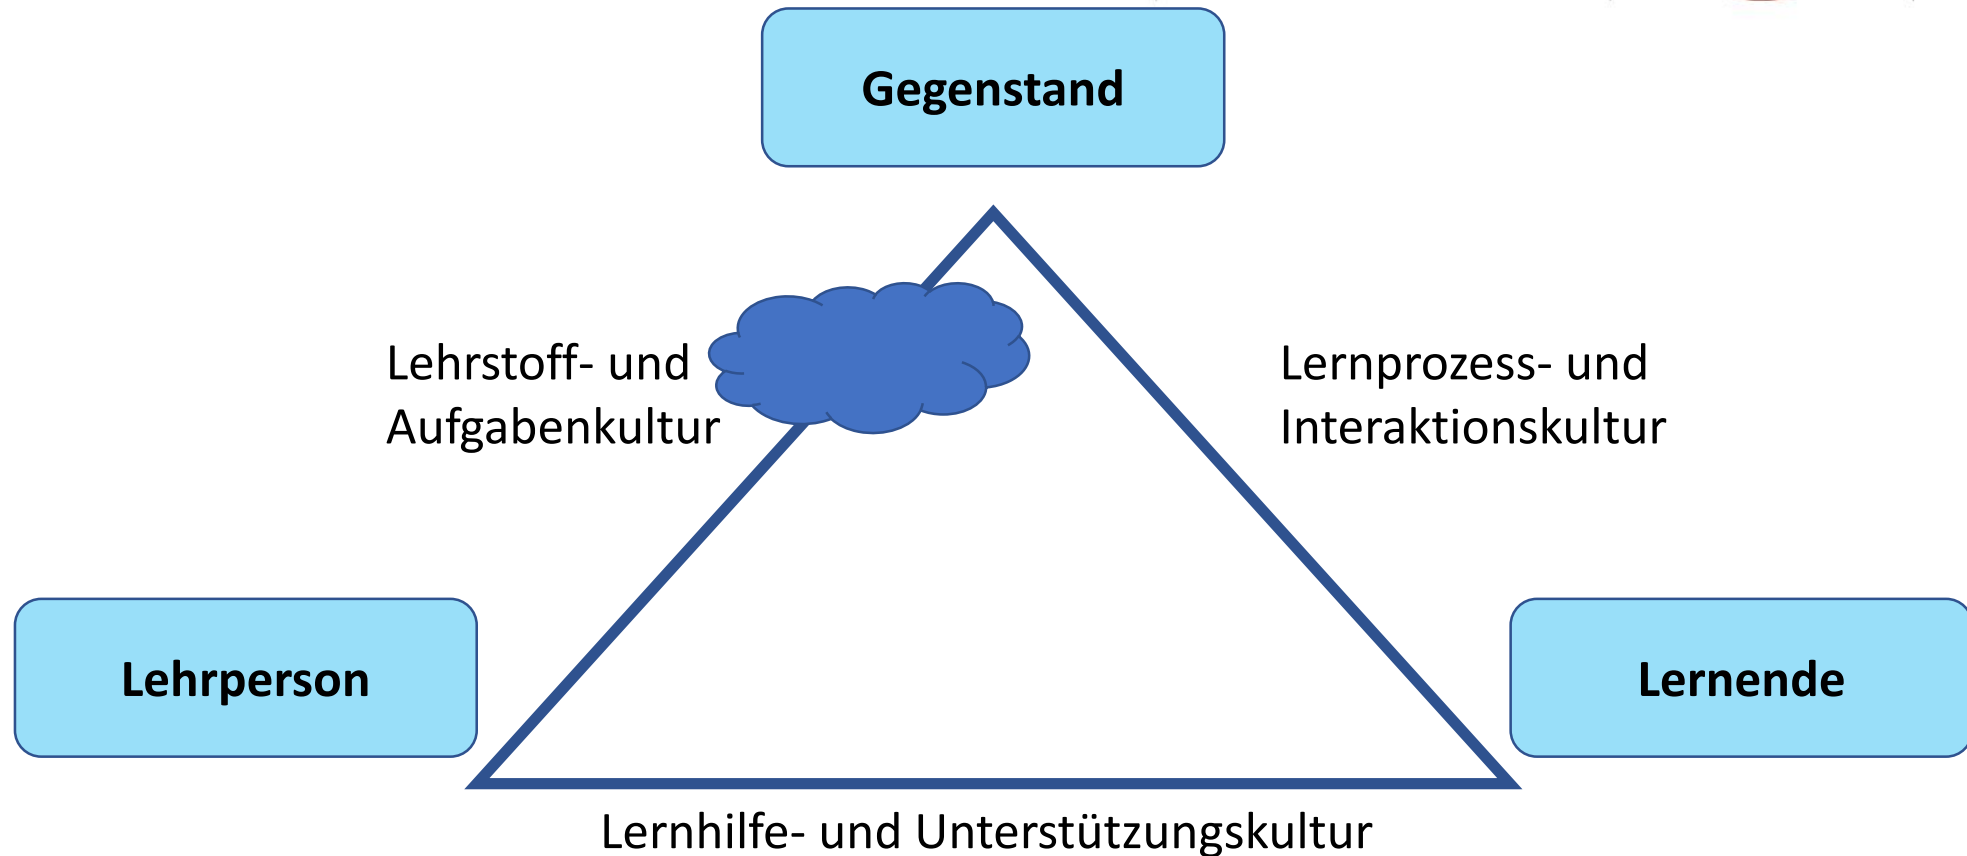 Gegenstand
Lehrstoff- und
Aufgabenkultur
Lernprozess- und
Interaktionskultur
Lehrperson
Lernende
Lernhilfe- und Unterstützungskultur